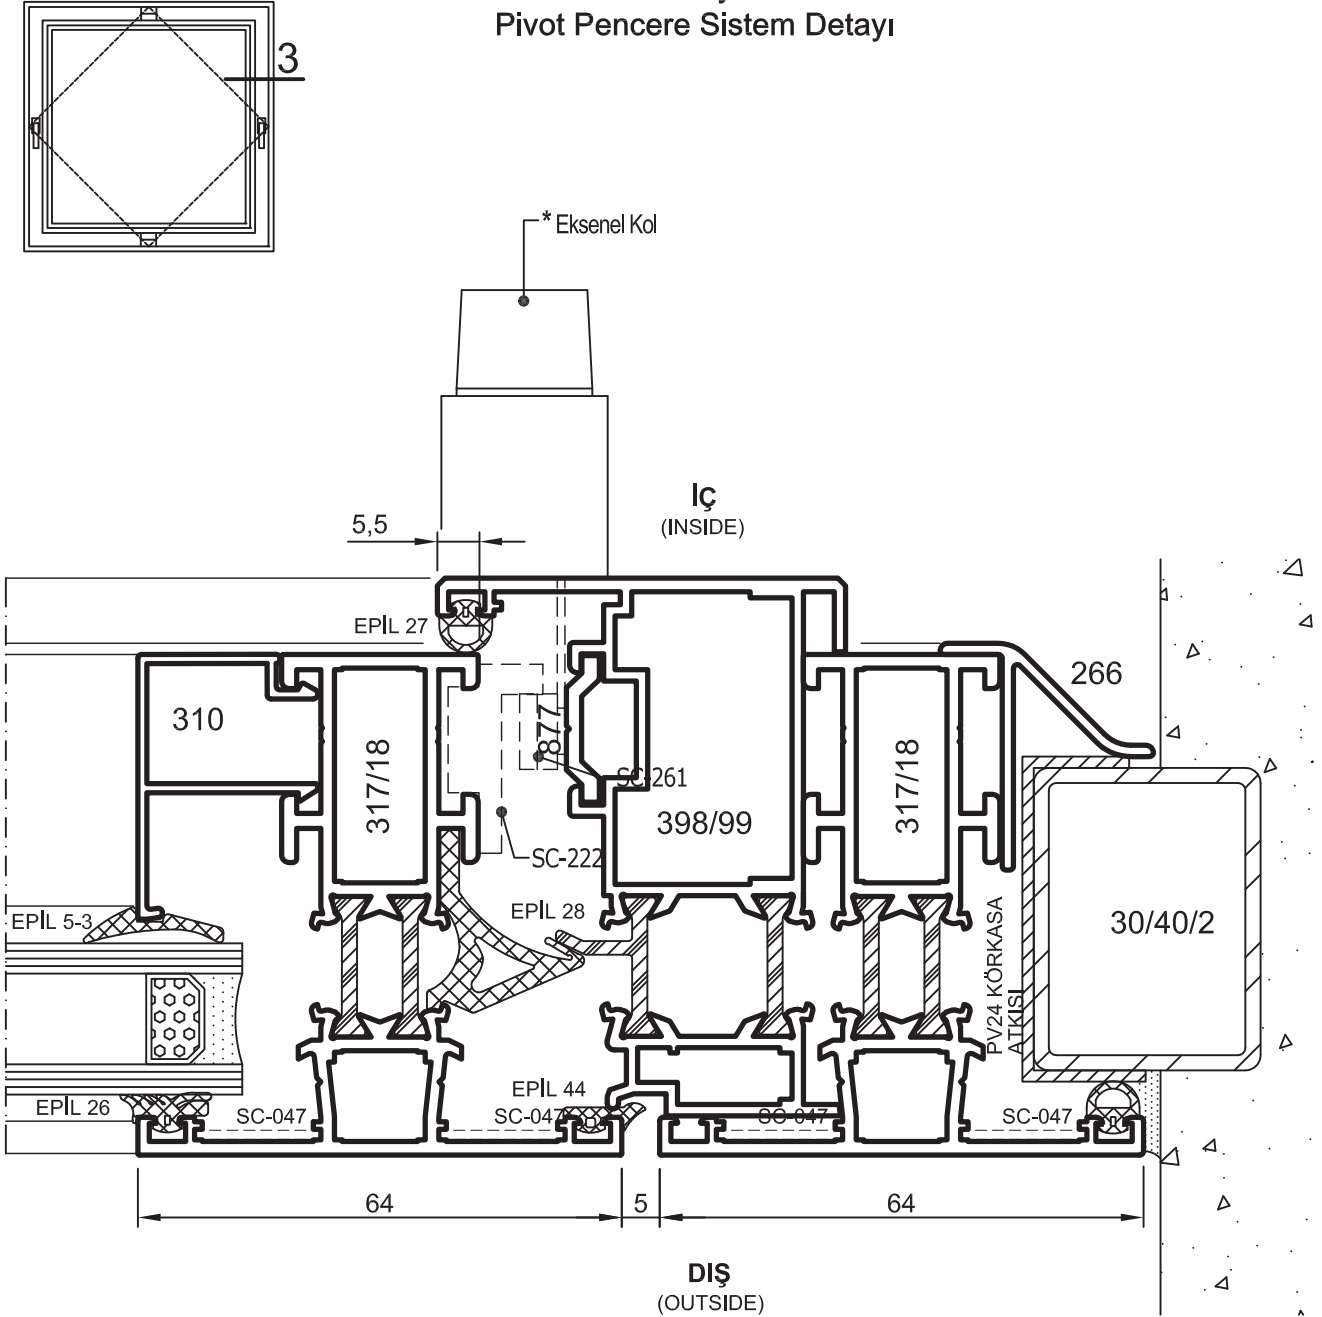 Pivot Pencere Sistem Detayı
3
* Eksenel Kol
İÇ
(INSIDE)
5,5
EPİL 27
266
310
317/18
877
SC-261
398/99
317/18
SC-222
EPİL 28
EPİL 5-3
PV24 KÖRKASA
ATKISI
30/40/2
EPİL 26
EPİL 44
SC-047
SC-047
SC-047
SC-047
64
5
64
DIŞ
(OUTSIDE)